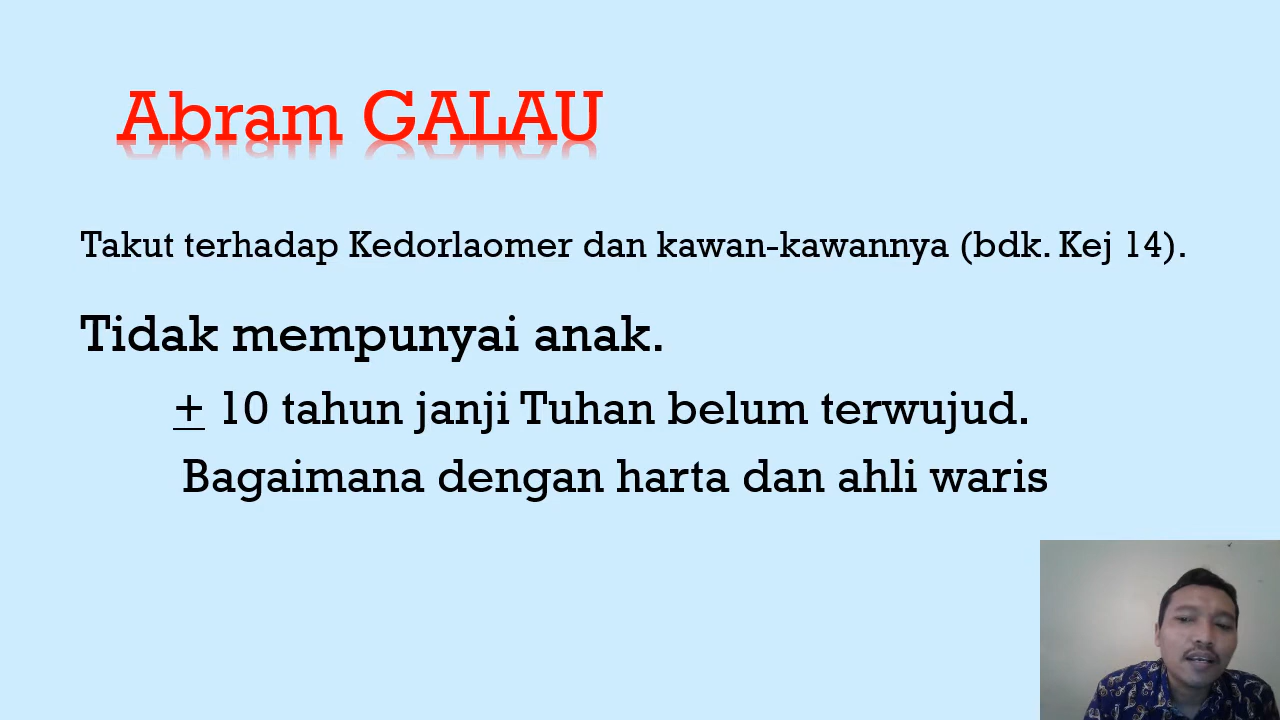 Abram GALAU
Takut terhadap Kedorlaomer dan kawan-kawannya (bdk. Kej 14).
Tidak mempunyai anak.
± 10 tahun janji Tuhan belum terwujud.
Bagaimana dengan harta dan ahli waris